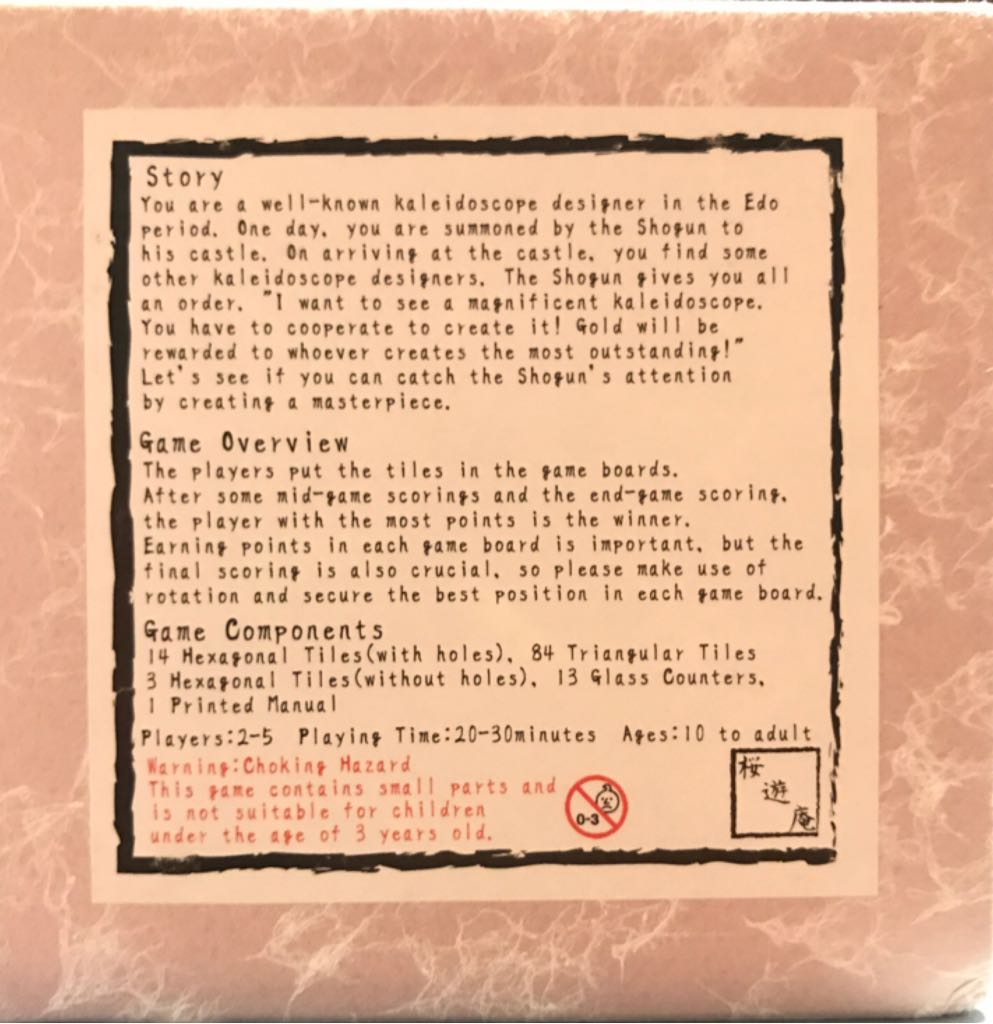 Story
You are a well-known kaleidoscope designer in the Edo
period. One day, you are summoned by the Shogun to
his castle. On arriving at the castle, you find some
other kaleidoscope designers. The Shogun gives you all
an order. "I want to see a magnificent kaleidoscope.
You have to cooperate to create it! Gold will be
rewarded to whoever creates the most outstanding!"
Let's see if you can catch the Shogun's attention
by creating a masterpiece.
Game Overview
The players put the tiles in the game boards.
After some mid-game scorings and the end-game scoring,
the player with the most points is the winner.
Earning points in each game board is important, but the
final scoring is also crucial, so please make use of
rotation and secure the best position in each game board.
Game Components
14 Hexagonal Tiles(with holes), 84 Triangular Tiles
3 Hexagonal Tiles(without holes), 13 Glass Counters,
1 Printed Manual
Players:2-5 Playing Time:20-30minutes Ages:10 to adult
Warning:Choking Hazard
This game contains small parts and
is not suitable for children
under the age of 3 years old.
0-3
桜
遊
庵